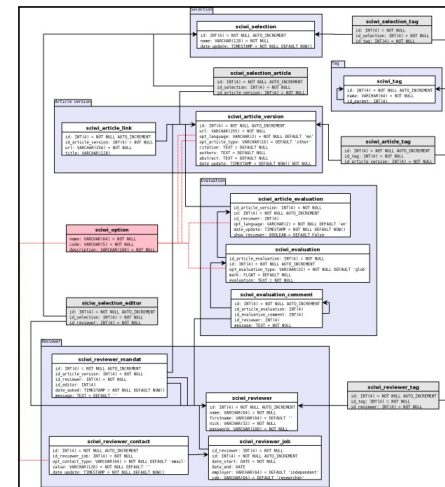 Selection
sciwi_selection
id: INT(4) = NOT NULL AUTO_INCREMENT
name: VARCHAR(128) = NOT NULL
date_update: TIMESTAMP = NOT NULL DEFAULT NOW()
sciwi_selection_tag
id: INT(4) = NOT NULL
id_selection: INT(4) = NOT NULL
id_tag: INT(4) = NOT NULL
sciwi_selection_article
id: INT(4) = NOT NULL AUTO_INCREMENT
id_selection: INT(4) = NOT NULL
id_article_version: INT(4) = NOT NULL
Tag
sciwi_tag
id: INT(4) = NOT NULL AUTO_INCREMENT
name: VARCHAR(64) = NOT NULL
id_parent: INT(4)
Article version
sciwi_article_link
id: INT(4) = NOT NULL AUTO_INCREMENT
id_article_version: INT(4) = NOT NULL
url: VARCHAR(256) = NOT NULL
title: VARCHAR(128)
sciwi_article_version
id: INT(4) = NOT NULL AUTO_INCREMENT
url: VARCHAR(255) = NOT NULL
opt_language: VARCHAR(2) = NOT NULL DEFAULT 'en'
opt_article_type: VARCHAR(16) = DEFAULT 'other'
citation: TEXT = DEFAULT NULL
authors: TEXT = DEFAULT NULL
abstract: TEXT = DEFAULT NULL
date_update: TIMESTAMP = DEFAULT NOW() NOT NULL
sciwi_article_tag
id: INT(4) = NOT NULL AUTO_INCREMENT
id_tag: INT(4) = NOT NULL
id_article_version: INT(4) = NOT NULL
sciwi_option
name: VARCHAR(64) = NOT NULL
code: VARCHAR(5) = NOT NULL
description: VARCHAR(100) = NOT NULL
Evaluation
sciwi_article_evaluation
id_article_version: INT(4) = NOT NULL
id: INT(4) = NOT NULL AUTO_INCREMENT
id_reviewer: INT(4)
opt_language: VARCHAR(2) = NOT NULL DEFAULT 'en'
date_update: TIMESTAMP = NOT NULL DEFAULT NOW()
show_reviewer: BOOLEAN = DEFAULT False
sciwi_evaluation
id_article_evaluation: INT(4) = NOT NULL
id: INT(4) = NOT NULL AUTO_INCREMENT
opt_evaluation_type: VARCHAR(32) = NOT NULL DEFAULT 'glob'
mark: FLOAT = DEFAULT NULL
evaluation: TEXT = NOT NULL
sciwi_evaluation_comment
id: INT(4) = NOT NULL AUTO_INCREMENT
id_article_evaluation: INT(4)
id_evaluation_comment: INT(4)
id_reviewer: INT(4)
message: TEXT = NOT NULL
siciw_selection_editor
id: INT(4) = NOT NULL AUTO_INCREMENT
id_selection: INT(4) = NOT NULL
id_reviewer: INT(4) = NOT NULL
Reviewer
sciwi_reviewer_mandat
id: INT(4) = NOT NULL AUTO_INCREMENT
id_article_version: INT(4) = NOT NULL
id_reviewer: INT(4) = NOT NULL
id_editor: INT(4)
date_asked: TIMESTAMP = NOT NULL DEFAULT NOW()
message: TEXT = DEFAULT ''
sciwi_reviewer
id: INT(4) = NOT NULL AUTO_INCREMENT
name: VARCHAR(64) = NOT NULL
firstname: VARCHAR(64) = DEFAULT ''
nick: VARCHAR(32) = NOT NULL
password: VARCHAR(100) = NOT NULL
sciwi_reviewer_tag
id: INT(4) = NOT NULL AUTO_INCREMENT
id_tag: INT(4) = NOT NULL
id_reviewer: INT(4) = NOT NULL
sciwi_reviewer_contact
id: INT(4) = NOT NULL AUTO_INCREMENT
id_reviewer_job: INT(4) = NOT NULL
opt_contact_type: VARCHAR(64) = NOT NULL DEFAULT 'email'
value: VARCHAR(128) = NOT NULL DEFAULT ''
date_update: TIMESTAMP = NOT NULL DEFAULT NOW()
sciwi_reviewer_job
id_reviewer: INT(4) = NOT NULL
id: INT(4) = NOT NULL AUTO_INCREMENT
date_start: DATE = NOT NULL
date_end: DATE
employer: VARCHAR(64) = DEFAULT 'independent'
job: VARCHAR(64) = DEFAULT 'researcher'